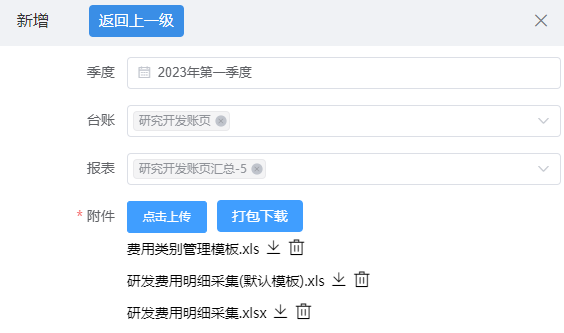 新增 返回上一级
季度 2023年第一季度
台账 研究开发账页
报表 研究开发账页汇总-5
* 附件 点击上传 打包下载
费用类别管理模板.xls
研发费用明细采集(默认模板).xls
研发费用明细采集.xlsx